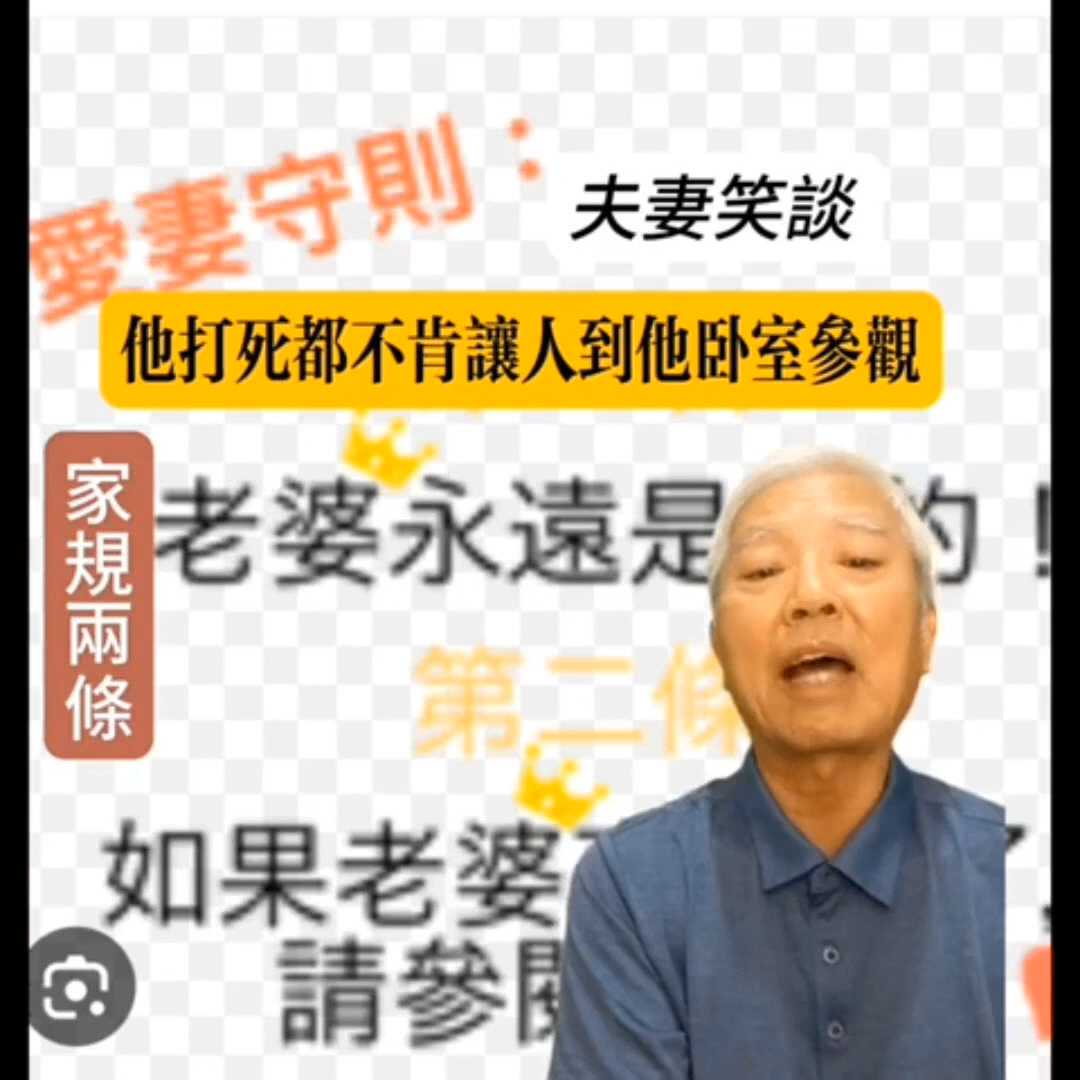 愛妻守則：
夫妻笑談
他打死都不肯讓人到他卧室參觀
家規兩條
老婆永遠是 的！
第二條
如果老婆
請參閱